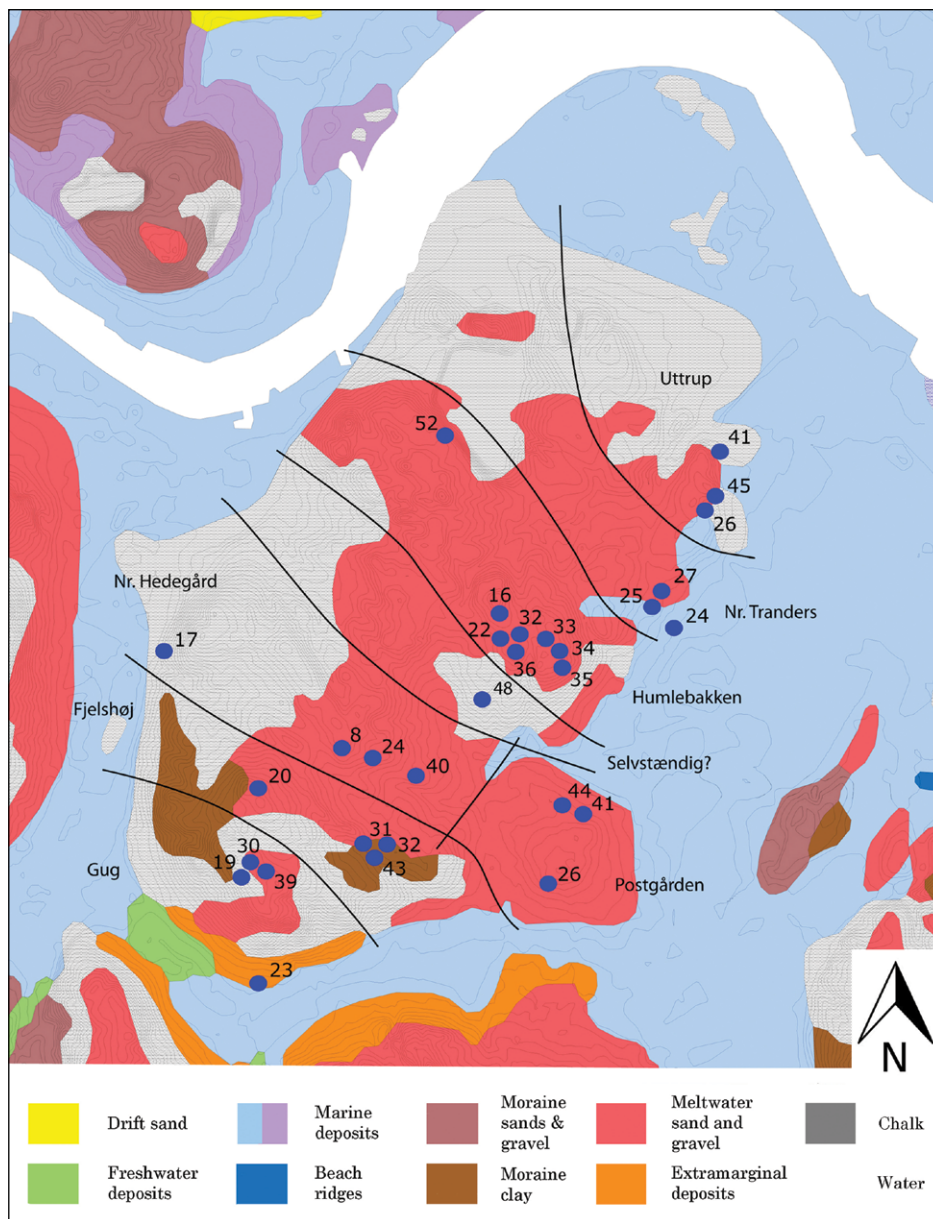 Uttrup
52
41
45
26
Nr. Hedegård
27
16
25
32
33
24
Nr. Tranders
22
17
34
36
35
48
Humlebakken
Fjelshøj
8
24
Selvstændig?
40
20
44
41
31
32
30
Gug
19
43
39
26
Postgården
23
N
Drift sand
Marine
deposits
Moraine
sands &
gravel
Meltwater
sand and
gravel
Chalk
Freshwater
deposits
Beach
ridges
Moraine
clay
Extramarginal
deposits
Water